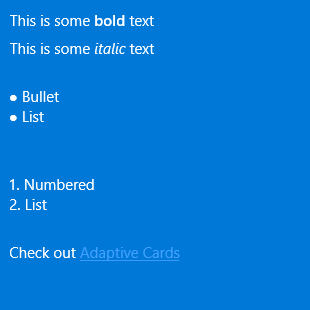 This is some bold text
This is some italic text
● Bullet
● List
1. Numbered
2. List
Check out Adaptive Cards